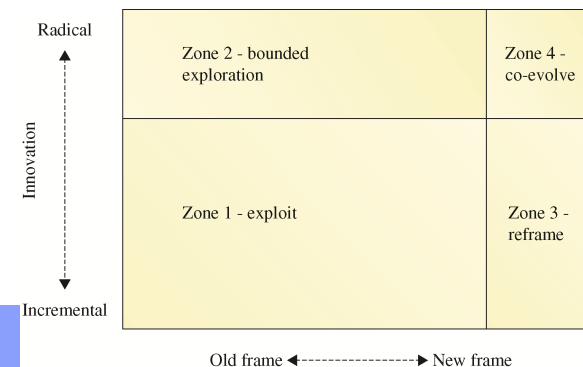 Radical
Zone 2 - bounded
exploration
Zone 4 -
co-evolve
Innovation
Zone 1 - exploit
Zone 3 -
reframe
Incremental
Old frame
New frame